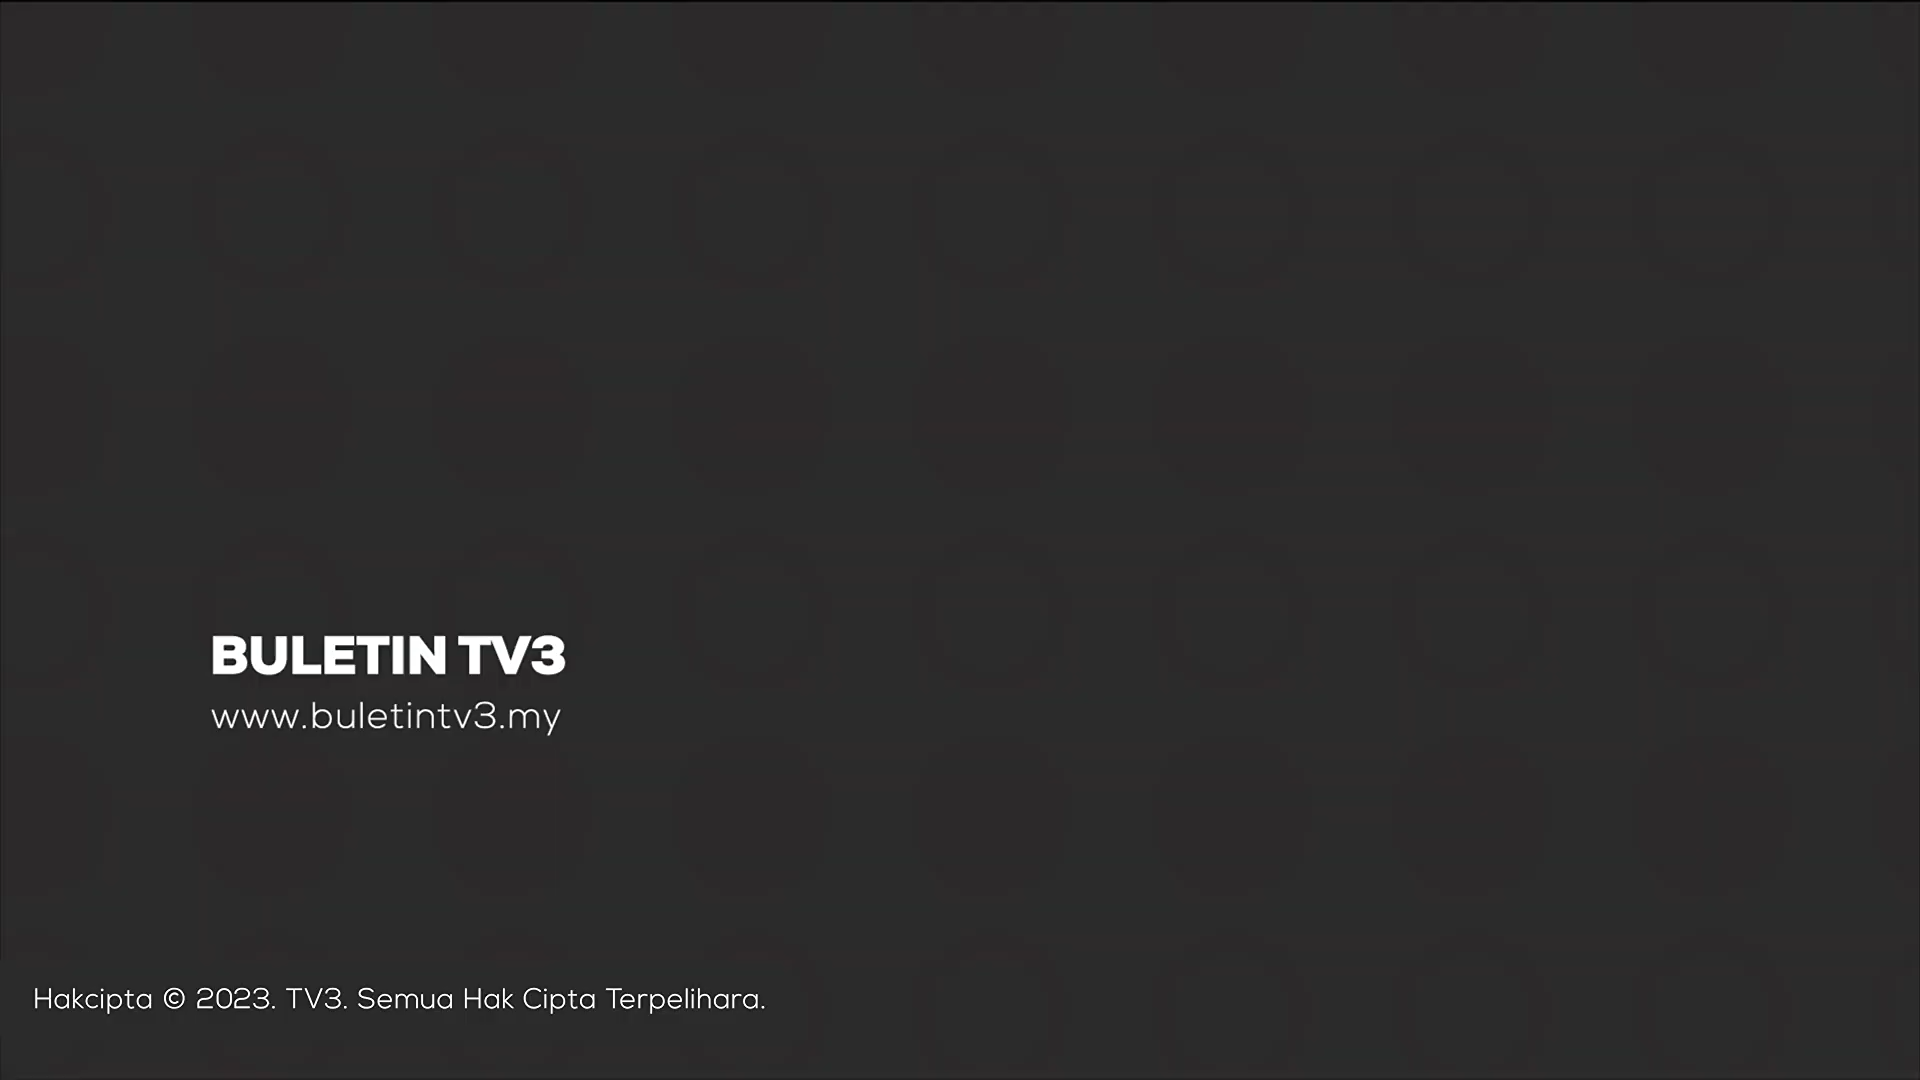 BULETIN TV3
www.buletintv3.my
Hakcipta © 2023. TV3. Semua Hak Cipta Terpelihara.